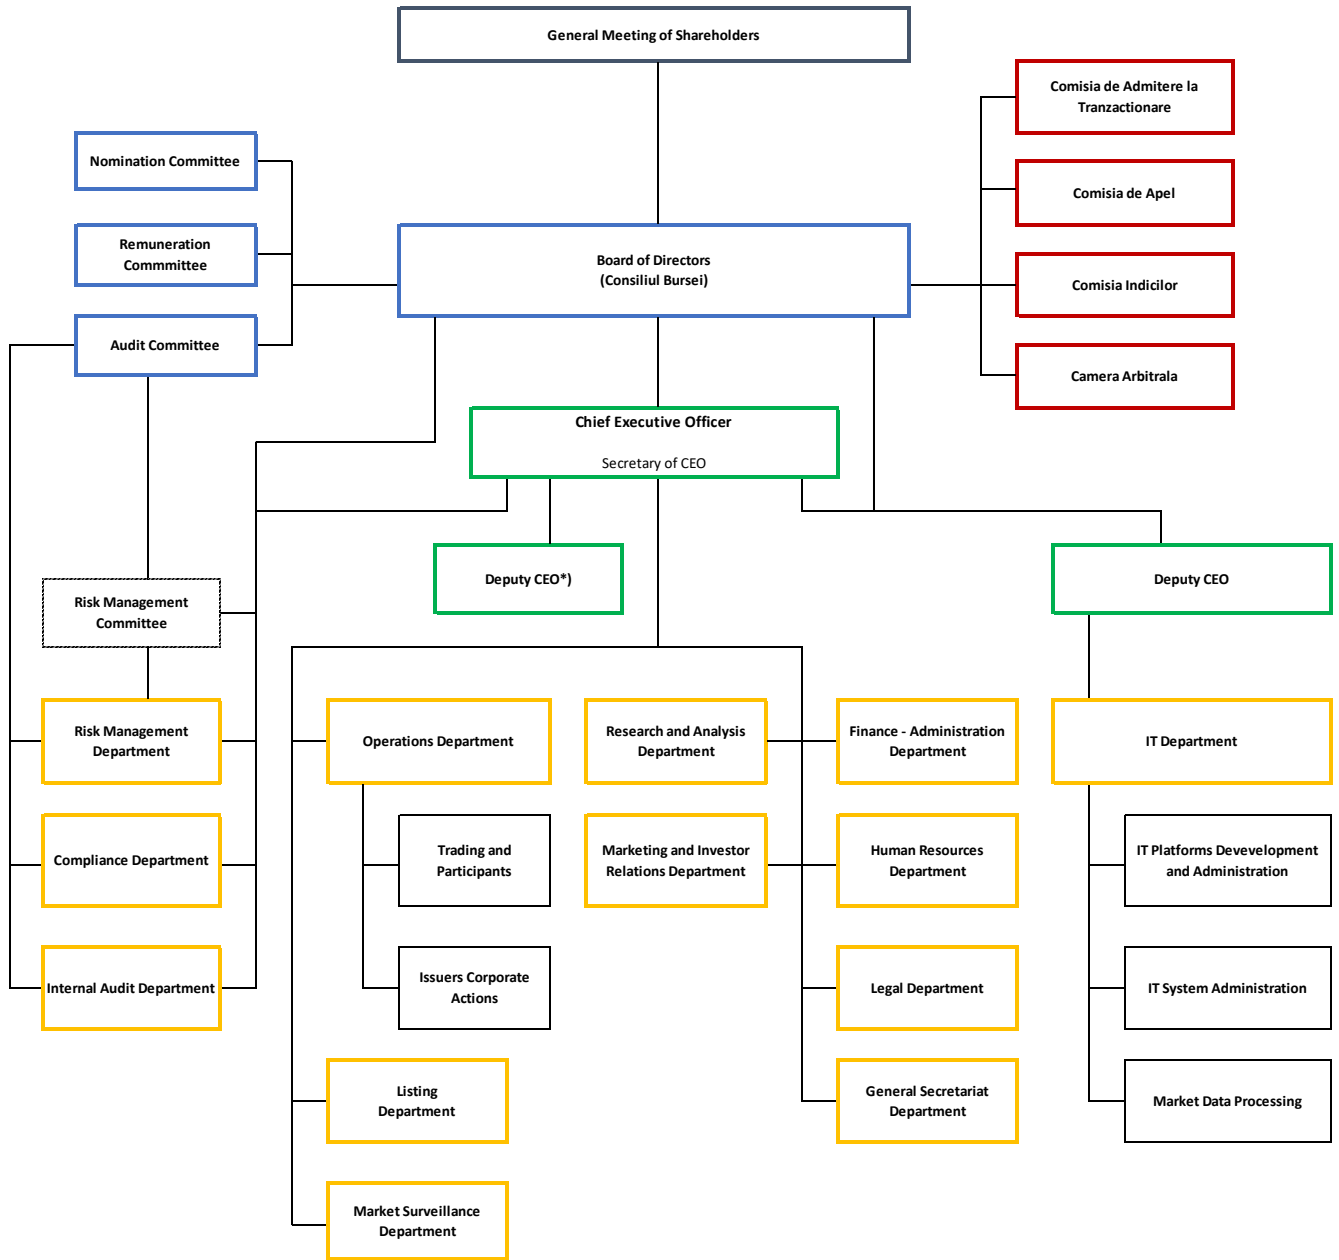 General Meeting of Shareholders
Comisia de Admitere la
Tranzactionare
Nomination Committee
Comisia de Apel
Remuneration
Commmittee
Board of Directors
(Consiliul Bursei)
Comisia Indicilor
Audit Committee
Camera Arbitrala
Chief Executive Officer
Secretary of CEO
Deputy CEO*)
Deputy CEO
Risk Management
Committee
Risk Management
Department
Operations Department
Research and Analysis
Department
Finance - Administration
Department
IT Department
Compliance Department
Trading and
Participants
Marketing and Investor
Relations Department
Human Resources
Department
IT Platforms Devevelopment
and Administration
Internal Audit Department
Issuers Corporate
Actions
Legal Department
IT System Administration
Listing
Department
General Secretariat
Department
Market Data Processing
Market Surveillance
Department